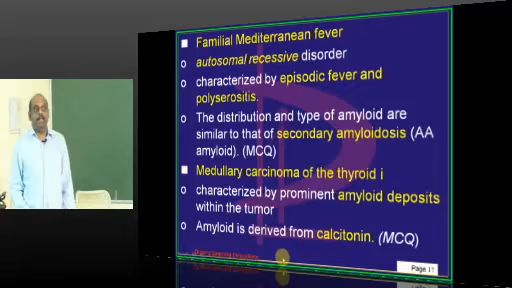 Familial Mediterranean fever
autosomal recessive disorder
characterized by episodic fever and
polyserositis.
The distribution and type of amyloid are
similar to that of secondary amyloidosis (AA
amyloid). (MCQ)
Medullary carcinoma of the thyroid i
characterized by prominent amyloid deposits
within the tumor
Amyloid is derived from calcitonin. (MCQ)
Page 11